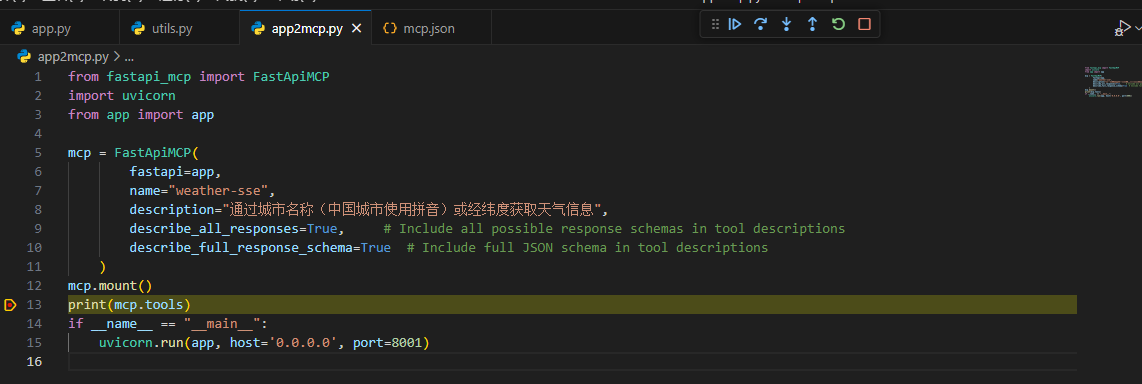 app.py utils.py app2mcp.py mcp.json
app2mcp.py > ...
1 from fastapi_mcp import FastApiMCP
2 import uvicorn
3 from app import app
4
5 mcp = FastApiMCP(
6 fastapi=app,
7 name="weather-sse",
8 description="通过城市名称（中国城市使用拼音）或经纬度获取天气信息",
9 describe_all_responses=True, # Include all possible response schemas in tool descriptions
10 describe_full_response_schema=True # Include full JSON schema in tool descriptions
11 )
12 mcp.mount()
13 print(mcp.tools)
14 if __name__ == "__main__":
15 uvicorn.run(app, host='0.0.0.0', port=8001)
16